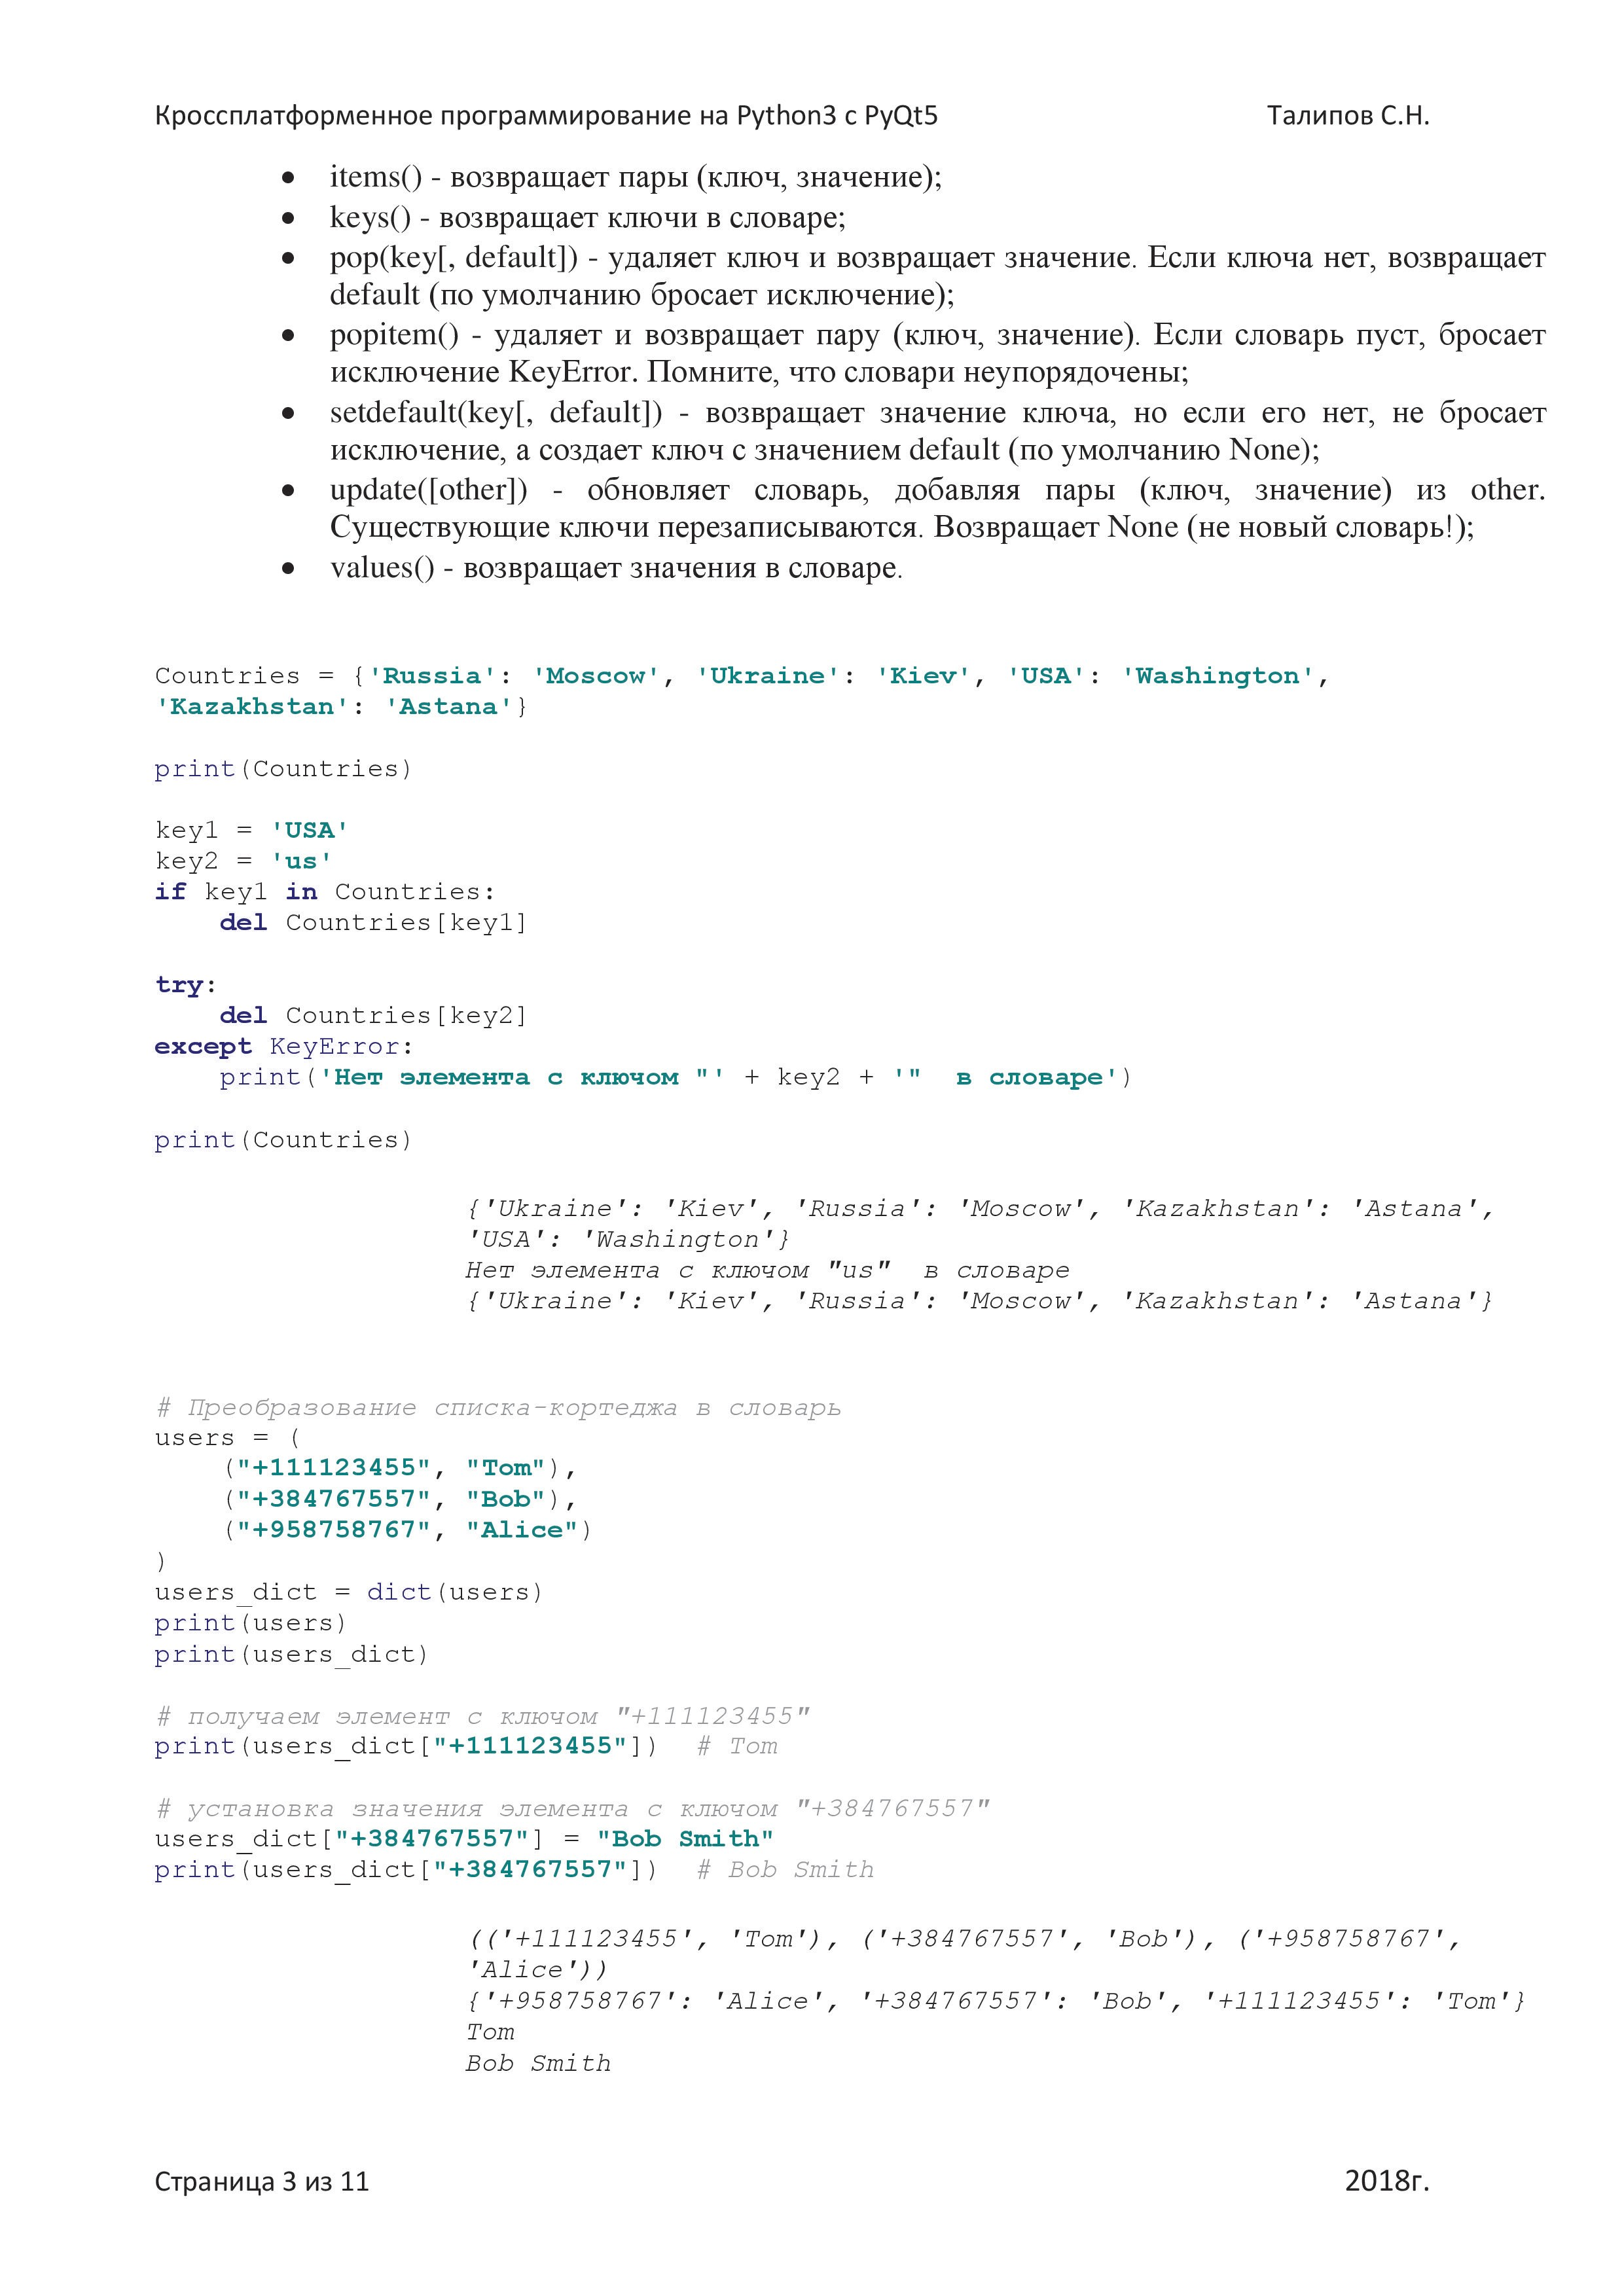 Кроссплатформенное программирование на Python3 с PyQt5 Талипов С.Н.
• items() - возвращает пары (ключ, значение);
• keys() - возвращает ключи в словаре;
• pop(key[, default]) - удаляет ключ и возвращает значение. Если ключа нет, возвращает
default (по умолчанию бросает исключение);
• popitem() - удаляет и возвращает пару (ключ, значение). Если словарь пуст, бросает
исключение KeyError. Помните, что словари неупорядочены;
• setdefault(key[, default]) - возвращает значение ключа, но если его нет, не бросает
исключение, а создает ключ с значением default (по умолчанию None);
• update([other]) - обновляет словарь, добавляя пары (ключ, значение) из other.
Существующие ключи перезаписываются. Возвращает None (не новый словарь!);
• values() - возвращает значения в словаре.
Countries = {'Russia': 'Moscow', 'Ukraine': 'Kiev', 'USA': 'Washington',
'Kazakhstan': 'Astana'}
print(Countries)
key1 = 'USA'
key2 = 'us'
if key1 in Countries:
    del Countries[key1]
try:
    del Countries[key2]
except KeyError:
    print('Нет элемента с ключом "' + key2 + '"  в словаре')
print(Countries)
{'Ukraine': 'Kiev', 'Russia': 'Moscow', 'Kazakhstan': 'Astana',
'USA': 'Washington'}
Нет элемента с ключом "us"  в словаре
{'Ukraine': 'Kiev', 'Russia': 'Moscow', 'Kazakhstan': 'Astana'}
# Преобразование списка-кортеджа в словарь
users = (
    ("+111123455", "Tom"),
    ("+384767557", "Bob"),
    ("+958758767", "Alice")
)
users_dict = dict(users)
print(users)
print(users_dict)
# получаем элемент с ключом "+111123455"
print(users_dict["+111123455"])  # Tom
# установка значения элемента с ключом "+384767557"
users_dict["+384767557"] = "Bob Smith"
print(users_dict["+384767557"])  # Bob Smith
(('+111123455', 'Tom'), ('+384767557', 'Bob'), ('+958758767',
'Alice'))
{'+958758767': 'Alice', '+384767557': 'Bob', '+111123455': 'Tom'}
Tom
Bob Smith
Страница 3 из 11 2018г.